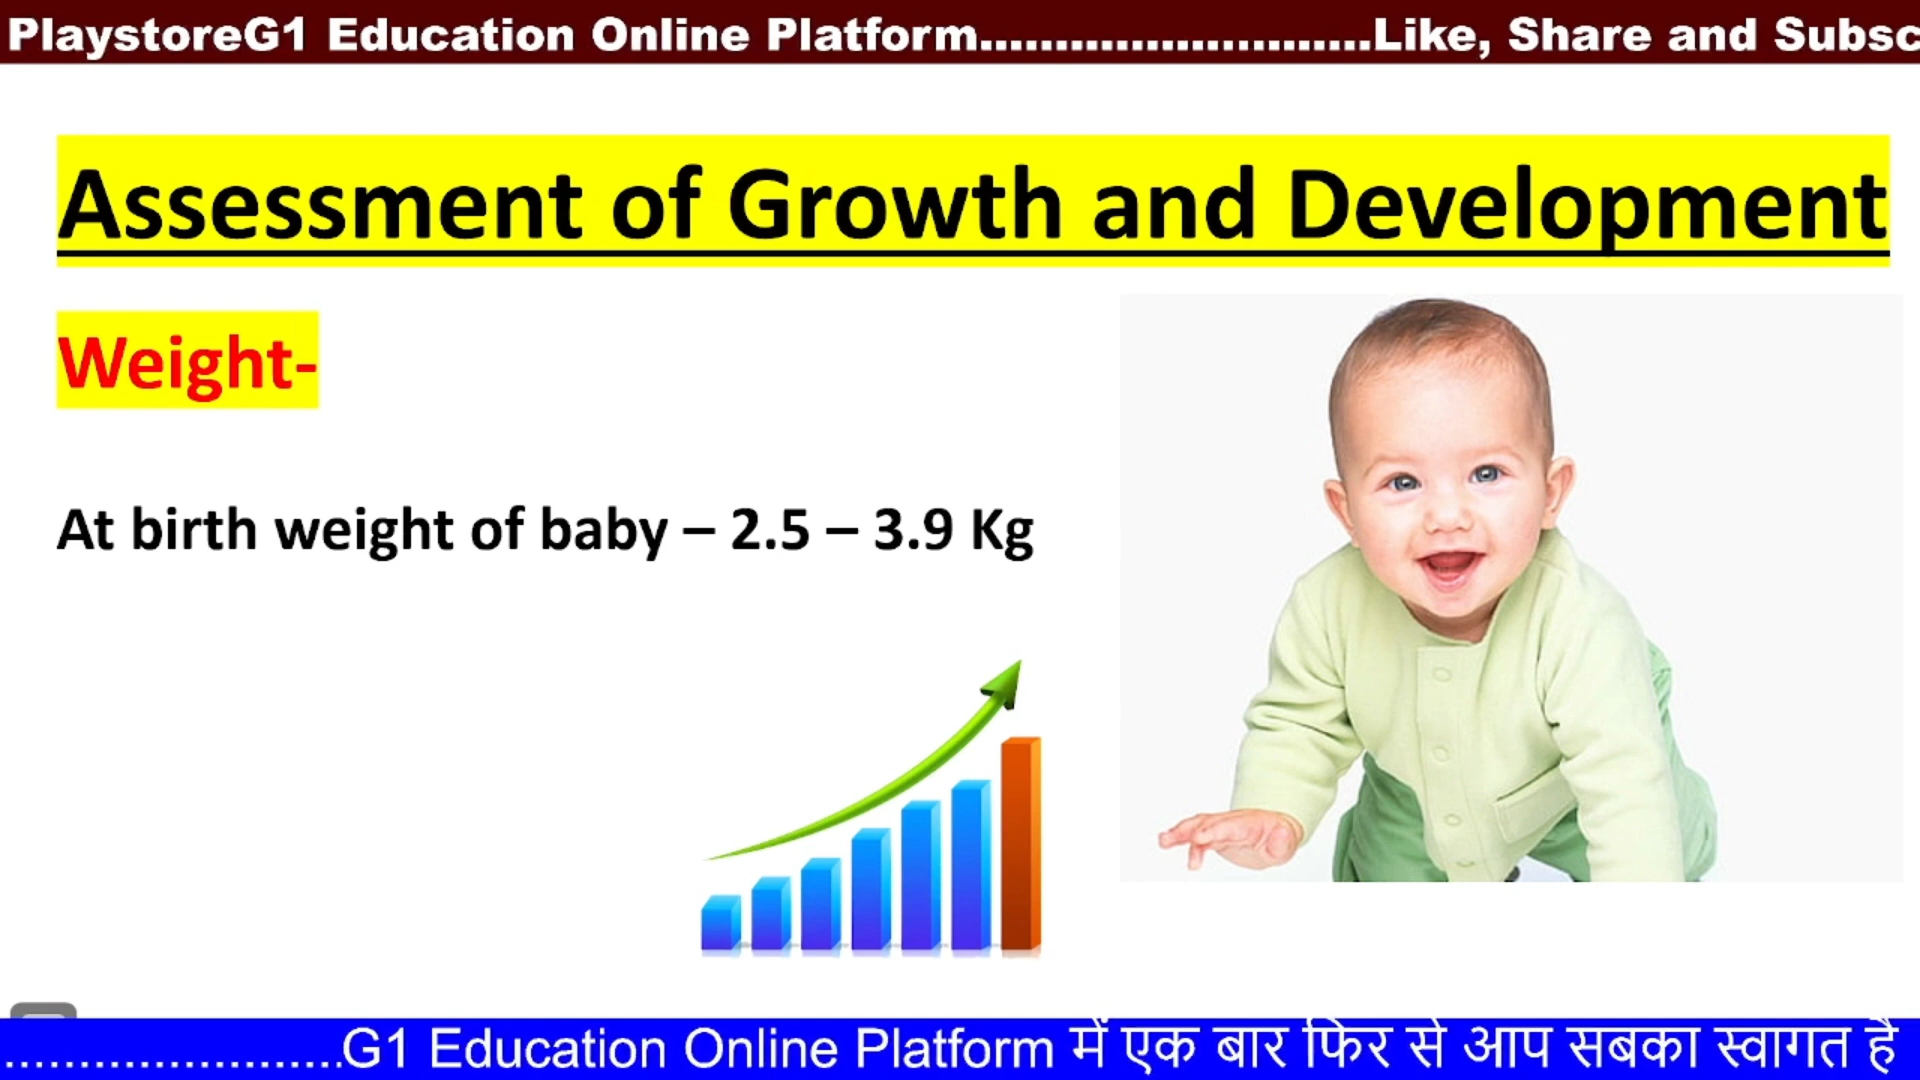 PlaystoreG1 Education Online Platform..........................Like, Share and Subsc
Assessment of Growth and Development
Weight-
At birth weight of baby – 2.5 – 3.9 Kg
.......................G1 Education Online Platform में एक बार फिर से आप सबका स्वागत है